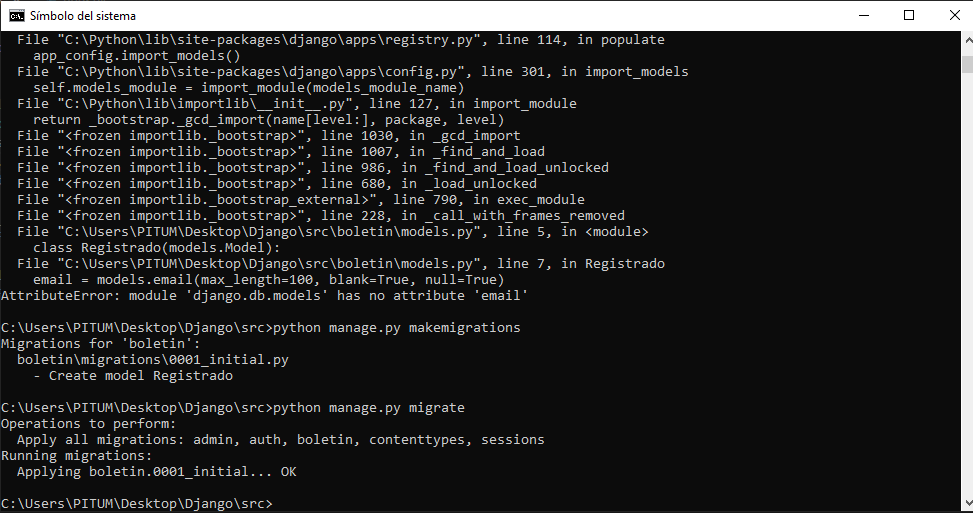 Símbolo del sistema
File "C:\Python\lib\site-packages\django\apps\registry.py", line 114, in populate
app_config.import_models()
File "C:\Python\lib\site-packages\django\apps\config.py", line 301, in import_models
self.models_module = import_module(models_module_name)
File "C:\Python\lib\importlib\__init__.py", line 127, in import_module
return _bootstrap._gcd_import(name[level:], package, level)
File "<frozen importlib._bootstrap>", line 1030, in _gcd_import
File "<frozen importlib._bootstrap>", line 1007, in _find_and_load
File "<frozen importlib._bootstrap>", line 986, in _find_and_load_unlocked
File "<frozen importlib._bootstrap>", line 680, in _load_unlocked
File "<frozen importlib._bootstrap_external>", line 790, in exec_module
File "<frozen importlib._bootstrap>", line 228, in _call_with_frames_removed
File "C:\Users\PITUM\Desktop\Django\src\boletin\models.py", line 5, in <module>
class Registrado(models.Model):
File "C:\Users\PITUM\Desktop\Django\src\boletin\models.py", line 7, in Registrado
email = models.email(max_length=100, blank=True, null=True)
AttributeError: module 'django.db.models' has no attribute 'email'
C:\Users\PITUM\Desktop\Django\src>python manage.py makemigrations
Migrations for 'boletin':
boletin\migrations\0001_initial.py
- Create model Registrado
C:\Users\PITUM\Desktop\Django\src>python manage.py migrate
Operations to perform:
Apply all migrations: admin, auth, boletin, contenttypes, sessions
Running migrations:
Applying boletin.0001_initial... OK
C:\Users\PITUM\Desktop\Django\src>